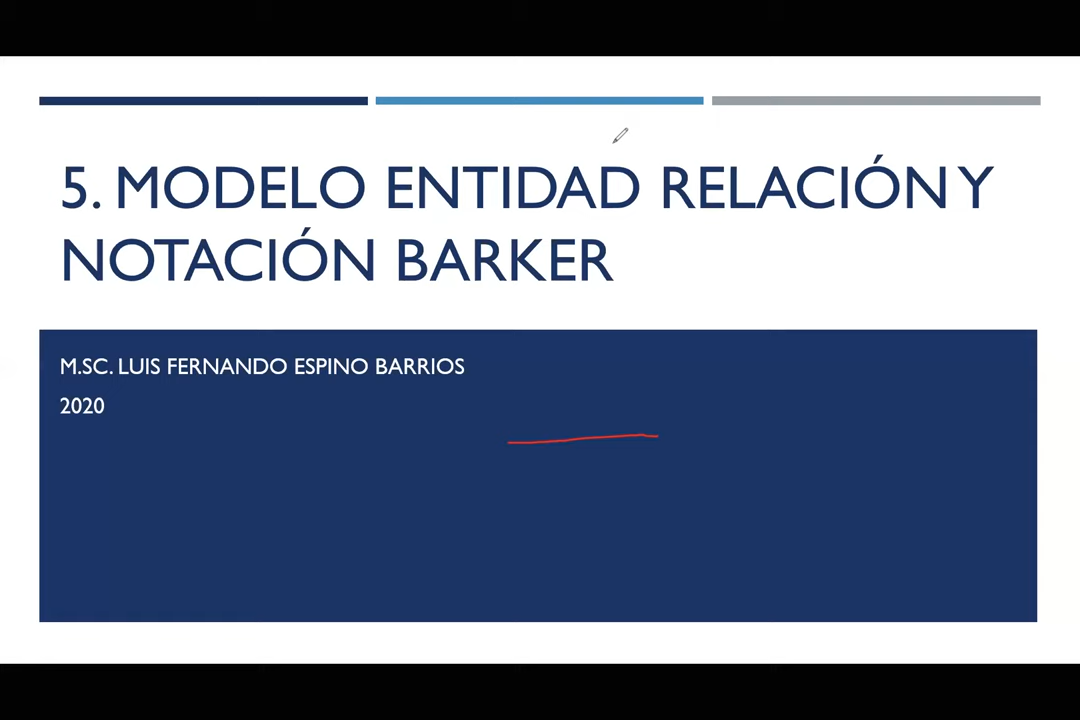 5. MODELO ENTIDAD RELACIÓN Y
NOTACIÓN BARKER
M.SC. LUIS FERNANDO ESPINO BARRIOS
2020